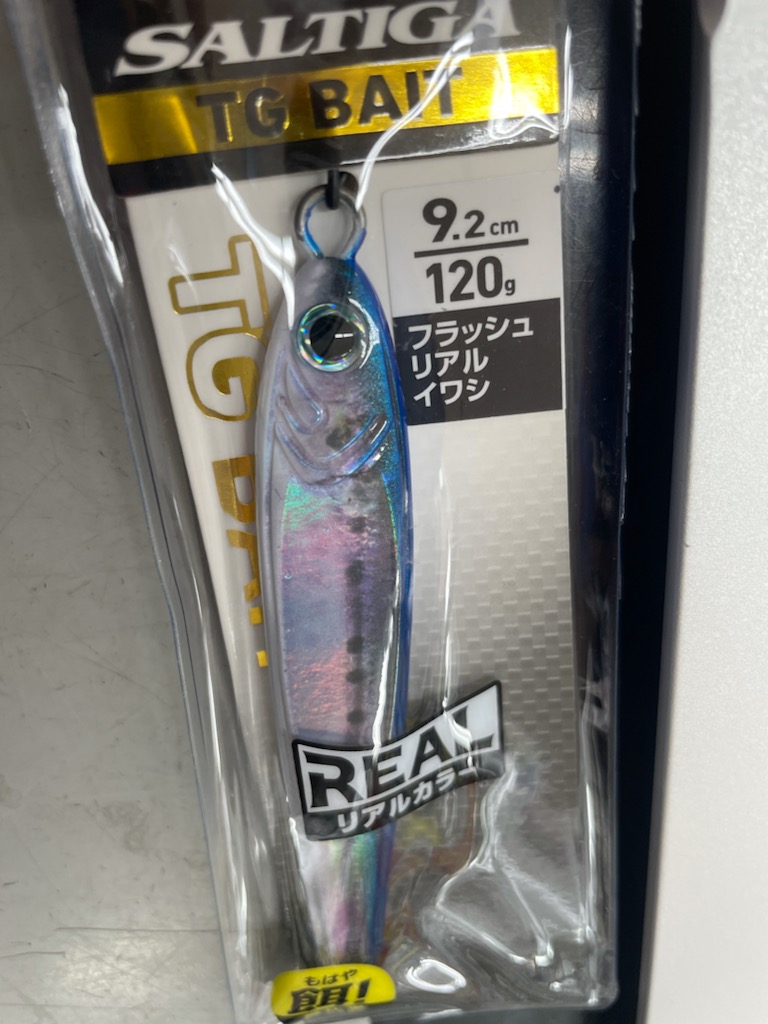 SALTIGA
TG BAIT
9.2cm
120g
フラッシュ
リアル
イワシ
TG BAIT
REAL
リアルカラー
もはや
餌!